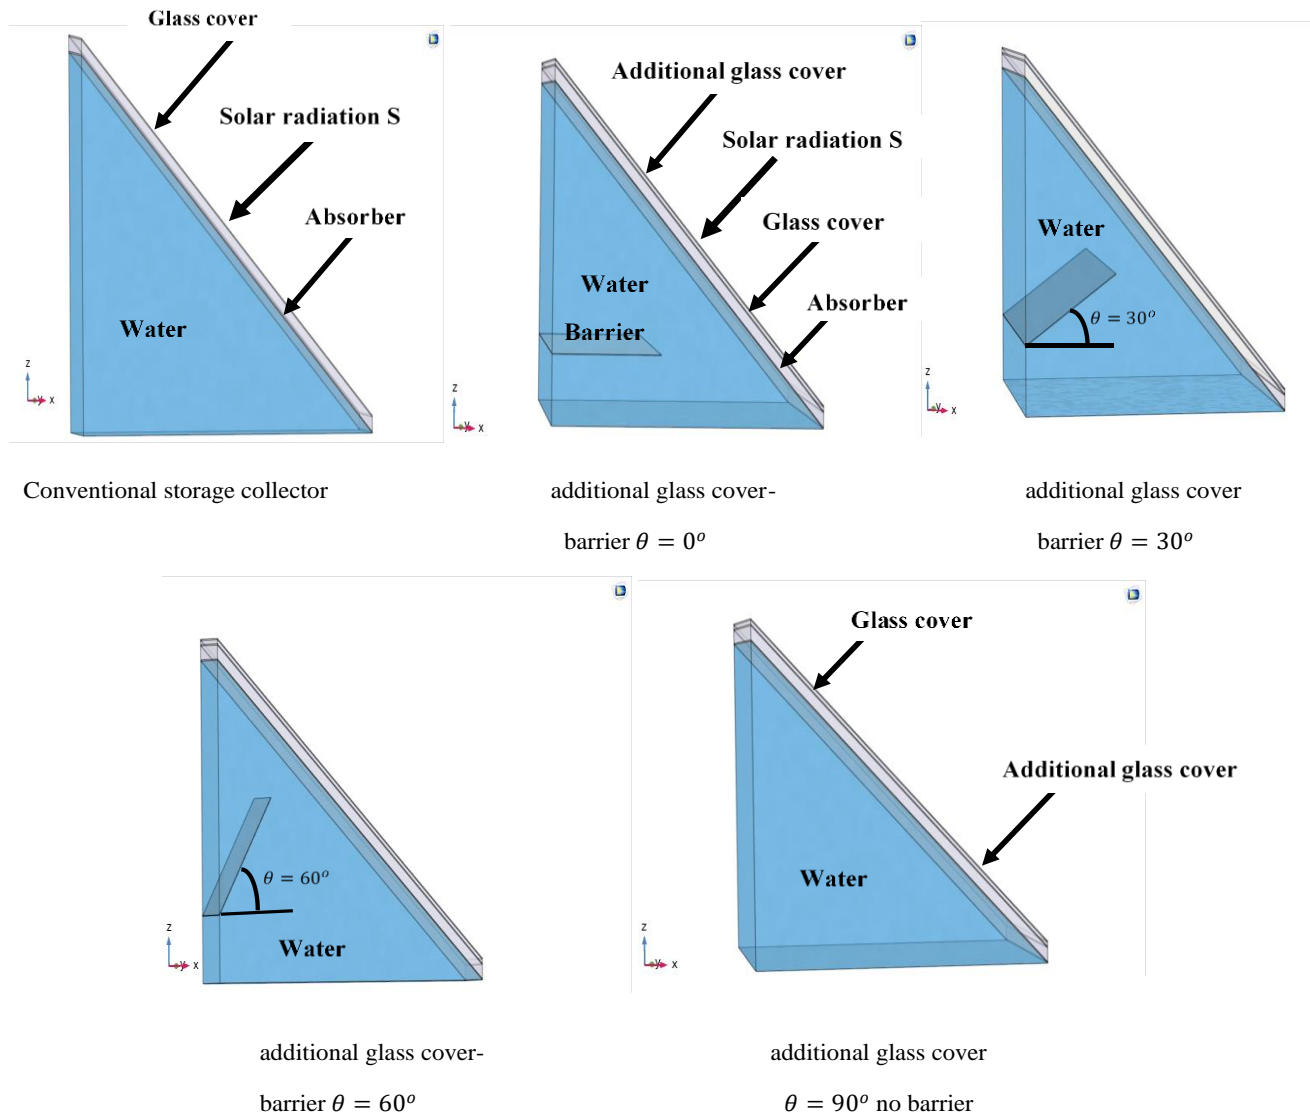 Glass cover
Solar radiation S
Absorber
Water
z
y x
Conventional storage collector
Additional glass cover
Solar radiation S
Glass cover
Absorber
Water
Barrier
z
y x
additional glass cover-
barrier θ = 0°
Water
θ = 30°
z
y x
additional glass cover
barrier θ = 30°
θ = 60°
Water
z
y x
additional glass cover-
barrier θ = 60°
Glass cover
Additional glass cover
Water
z
y x
additional glass cover
θ = 90° no barrier